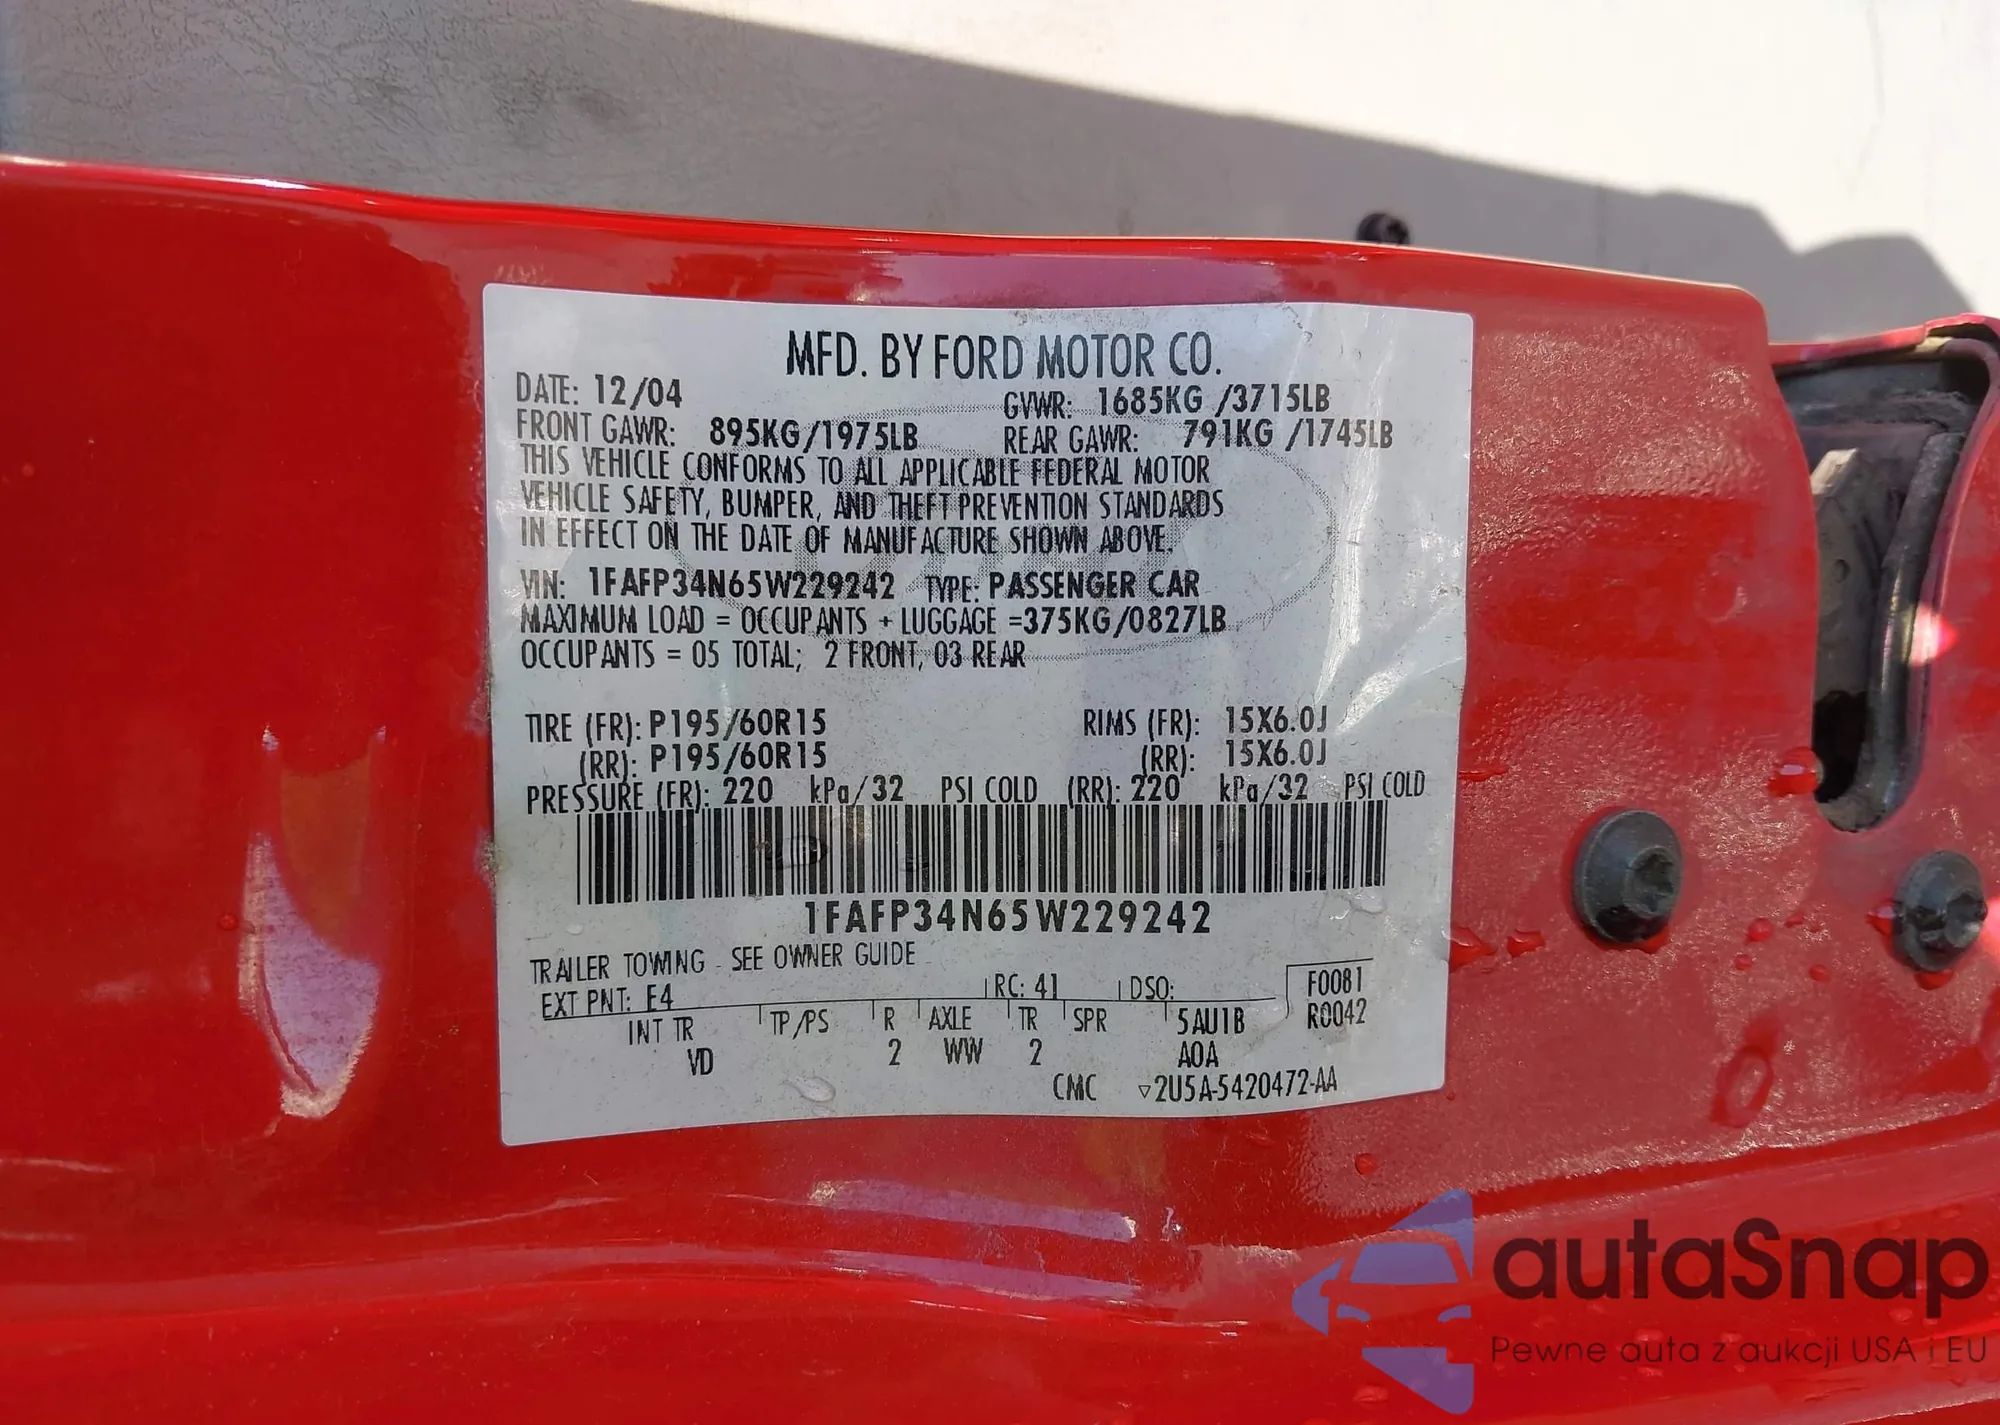 MFD. BY FORD MOTOR CO.
DATE: 12/04 GVWR: 1685KG /3715LB
FRONT GAWR: 895KG/1975LB REAR GAWR: 791KG /1745LB
THIS VEHICLE CONFORMS TO ALL APPLICABLE FEDERAL MOTOR
VEHICLE SAFETY, BUMPER, AND THEFT PREVENTION STANDARDS
IN EFFECT ON THE DATE OF MANUFACTURE SHOWN ABOVE.
VIN: 1FAFP34N65W229242 TYPE: PASSENGER CAR
MAXIMUM LOAD = OCCUPANTS + LUGGAGE =375KG/0827LB
OCCUPANTS = 05 TOTAL; 2 FRONT, 03 REAR
TIRE (FR): P195/60R15 RIMS (FR): 15X6.0J
(RR): P195/60R15 (RR): 15X6.0J
PRESSURE (FR): 220 kPa/32 PSI COLD (RR): 220 kPa/32 PSI COLD
1FAFP34N65W229242
TRAILER TOWING - SEE OWNER GUIDE
EXT PNT: E4 RC: 41 DSO: F0081
INT TR TP/PS R AXLE TR SPR 5AU1B R0042
VD 2 WW 2 A0A
CMC ▽2U5A-5420472-AA
autaSnap
Pewne auta z aukcji USA i EU